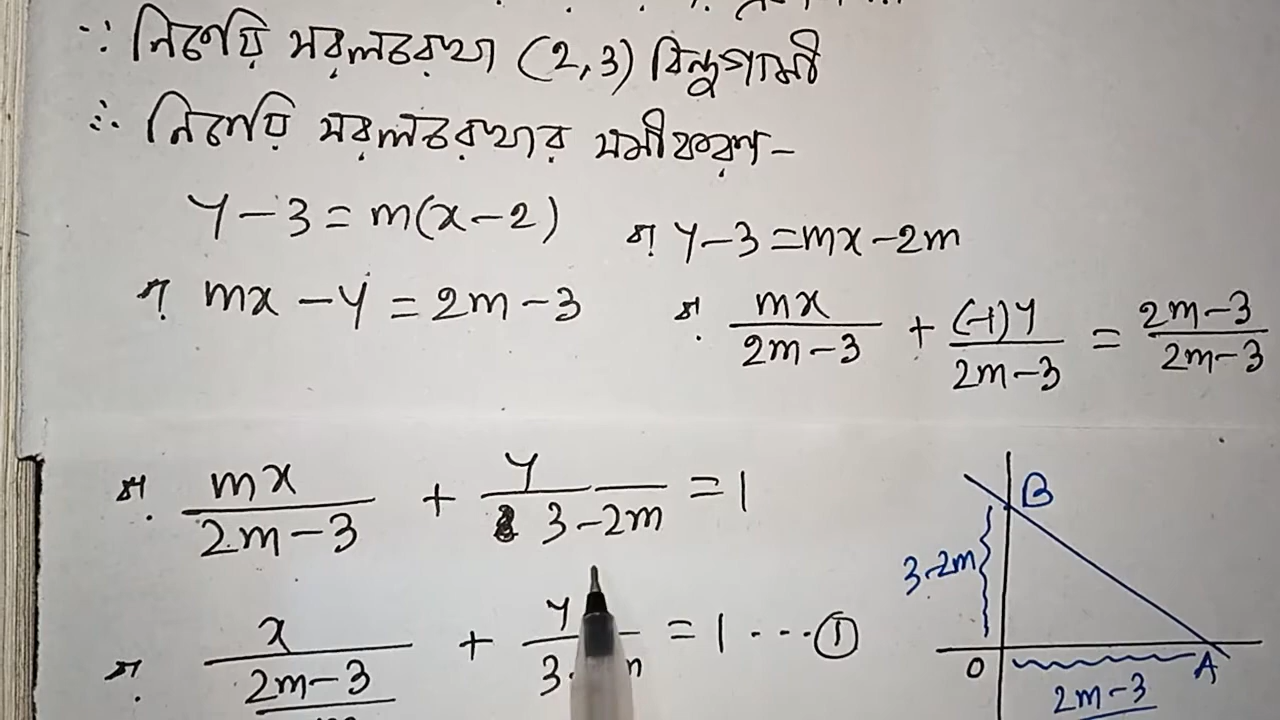 ∵ নির্ণেয় সরলরেখা (2,3) বিন্দুগামী
∴ নির্ণেয় সরলরেখার সমীকরণ-
y-3=m(x-2) বা, y-3=mx-2m
বা, mx-y=2m-3 বা, mx/(2m-3) + (-1)y/(2m-3) = (2m-3)/(2m-3)
বা, mx/(2m-3) + y/(3-2m) = 1
B
3-2m
বা, x/(2m-3) + y/ = 1 ---①
O A
2m-3